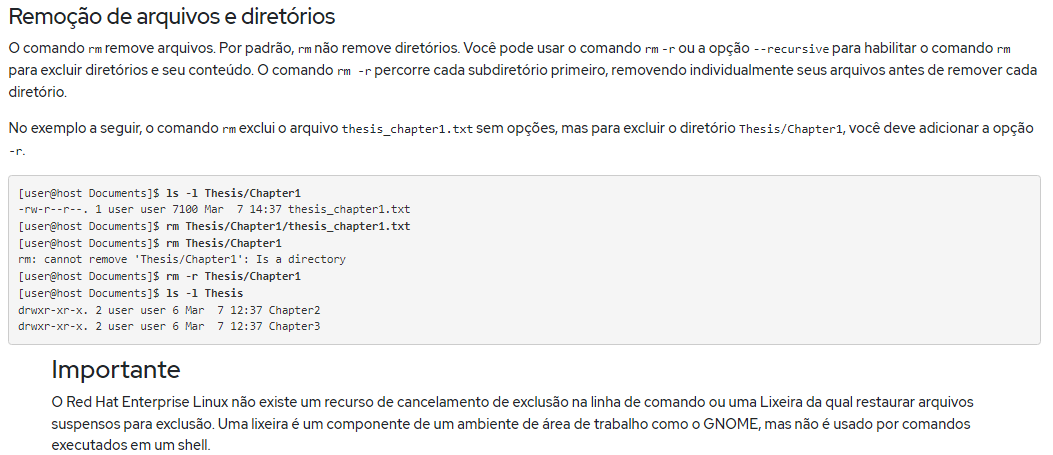 Remoção de arquivos e diretórios
O comando rm remove arquivos. Por padrão, rm não remove diretórios. Você pode usar o comando rm -r ou a opção --recursive para habilitar o comando rm
para excluir diretórios e seu conteúdo. O comando rm -r percorre cada subdiretório primeiro, removendo individualmente seus arquivos antes de remover cada
diretório.
No exemplo a seguir, o comando rm exclui o arquivo thesis_chapter1.txt sem opções, mas para excluir o diretório Thesis/Chapter1, você deve adicionar a opção
-r.
[user@host Documents]$ ls -l Thesis/Chapter1
-rw-r--r--. 1 user user 7100 Mar  7 14:37 thesis_chapter1.txt
[user@host Documents]$ rm Thesis/Chapter1/thesis_chapter1.txt
[user@host Documents]$ rm Thesis/Chapter1
rm: cannot remove 'Thesis/Chapter1': Is a directory
[user@host Documents]$ rm -r Thesis/Chapter1
[user@host Documents]$ ls -l Thesis
drwxr-xr-x. 2 user user 6 Mar  7 12:37 Chapter2
drwxr-xr-x. 2 user user 6 Mar  7 12:37 Chapter3
Importante
O Red Hat Enterprise Linux não existe um recurso de cancelamento de exclusão na linha de comando ou uma Lixeira da qual restaurar arquivos
suspensos para exclusão. Uma lixeira é um componente de um ambiente de área de trabalho como o GNOME, mas não é usado por comandos
executados em um shell.